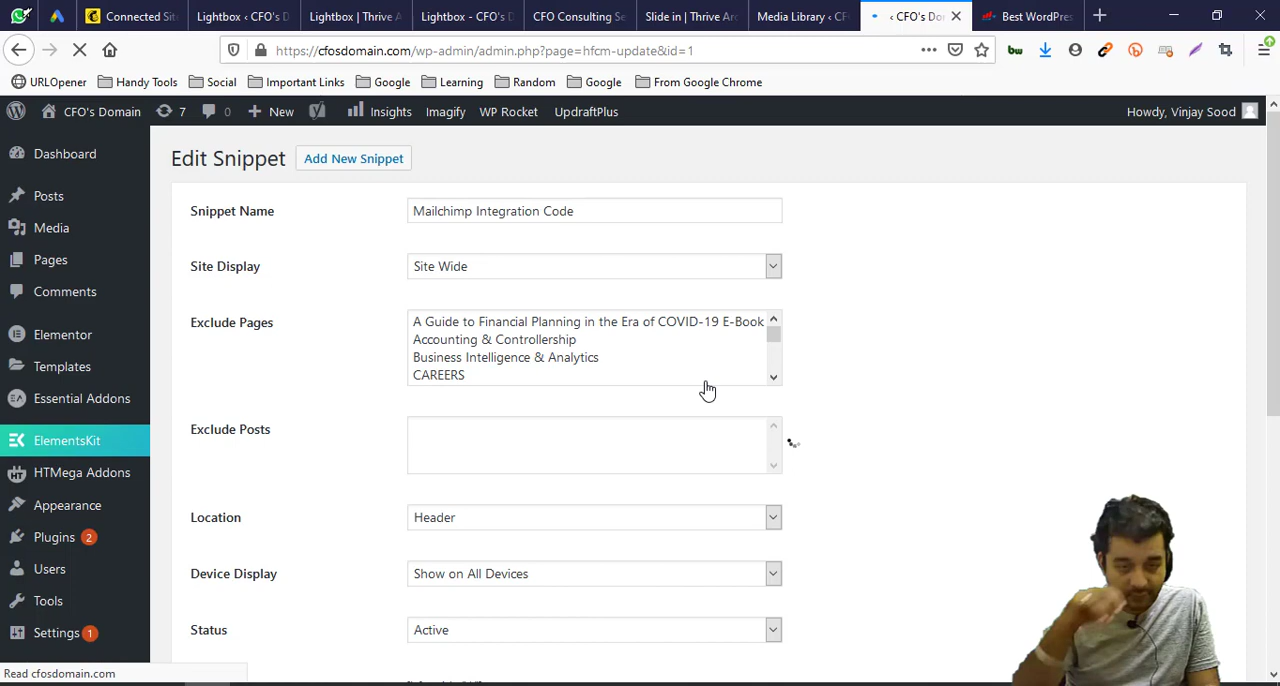 Connected Sit
Lightbox ‹ CFO's D
Lightbox | Thrive A
Lightbox - CFO's D
CFO Consulting Se
Slide in | Thrive Arc
Media Library ‹ CF
‹ CFO's Do
Best WordPres
https://cfosdomain.com/wp-admin/admin.php?page=hfcm-update&id=1
URLOpener
Handy Tools
Social
Important Links
Google
Learning
Random
Google
From Google Chrome
CFO's Domain
7
0
New
Insights
Imagify
WP Rocket
UpdraftPlus
Howdy, Vinjay Sood
Dashboard
Posts
Media
Pages
Comments
Elementor
Templates
Essential Addons
ElementsKit
HTMega Addons
Appearance
Plugins 2
Users
Tools
Settings 1
Edit Snippet
Add New Snippet
Snippet Name
Mailchimp Integration Code
Site Display
Site Wide
Exclude Pages
A Guide to Financial Planning in the Era of COVID-19 E-Book
Accounting & Controllership
Business Intelligence & Analytics
CAREERS
Exclude Posts
Location
Header
Device Display
Show on All Devices
Status
Active
Read cfosdomain.com